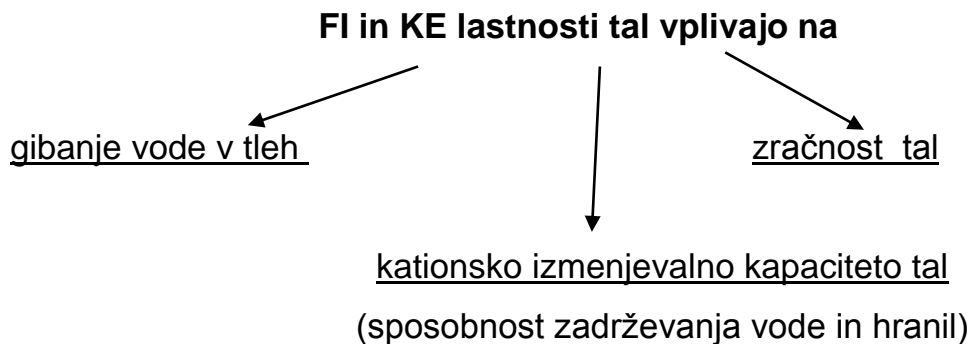 FI in KE lastnosti tal vplivajo na
gibanje vode v tleh
zračnost tal
kationsko izmenjevalno kapaciteto tal
(sposobnost zadrževanja vode in hranil)